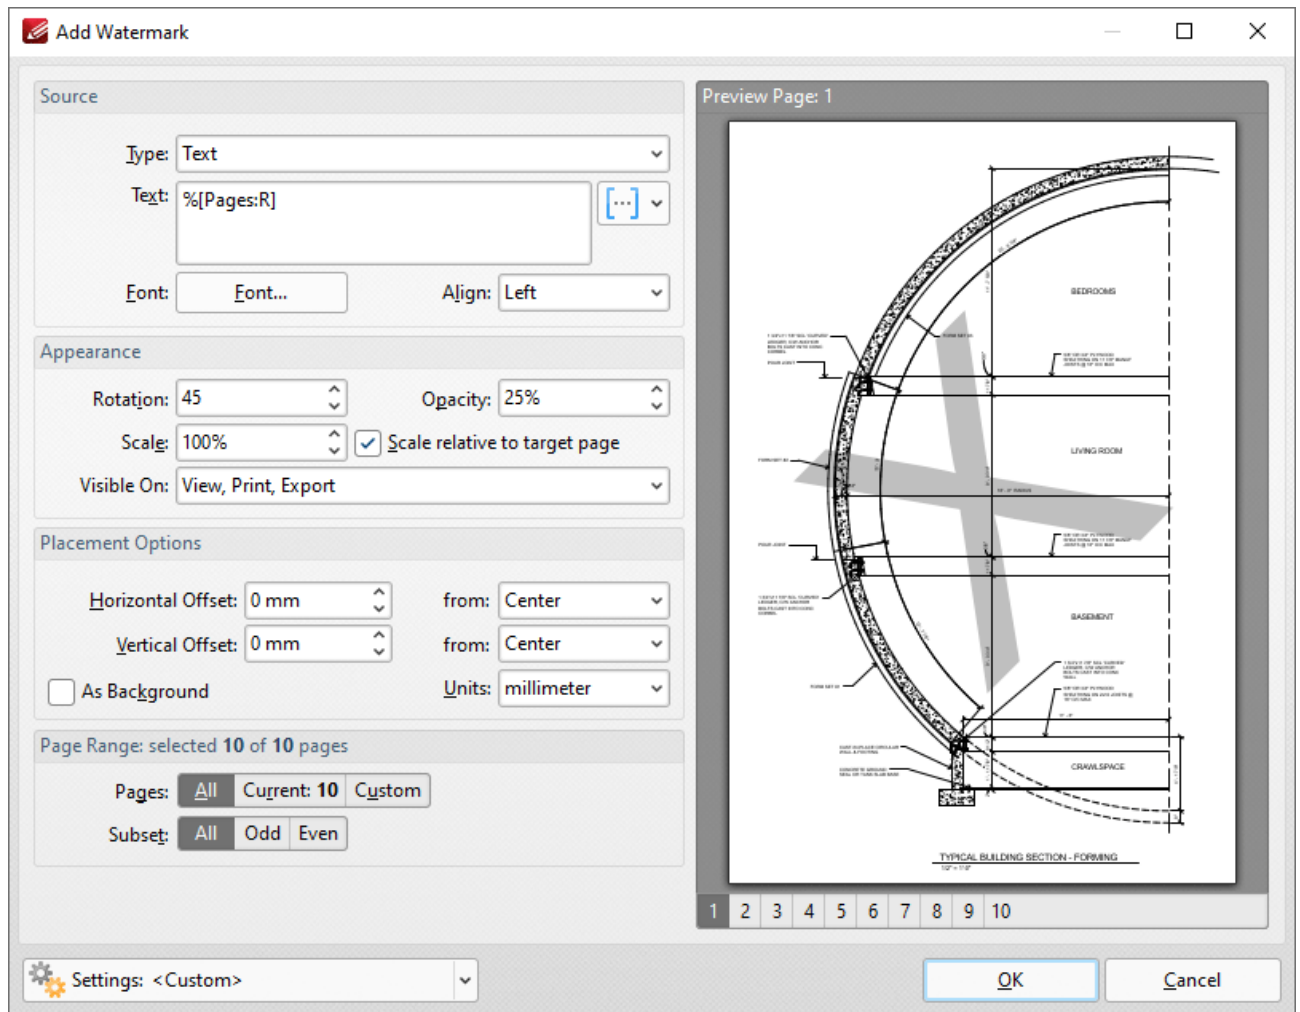 Add Watermark
Source
Type: Text
Text: %[Pages:R]
Font: Font... Align: Left
Appearance
Rotation: 45 Opacity: 25%
Scale: 100% Scale relative to target page
Visible On: View, Print, Export
Placement Options
Horizontal Offset: 0 mm from: Center
Vertical Offset: 0 mm from: Center
As Background Units: millimeter
Page Range: selected 10 of 10 pages
Pages: All Current: 10 Custom
Subset: All Odd Even
Preview Page: 1
BEDROOMS
LIVING ROOM
BASEMENT
CRAWLSPACE
TYPICAL BUILDING SECTION - FORMING
X
1 2 3 4 5 6 7 8 9 10
Settings: <Custom>
OK Cancel